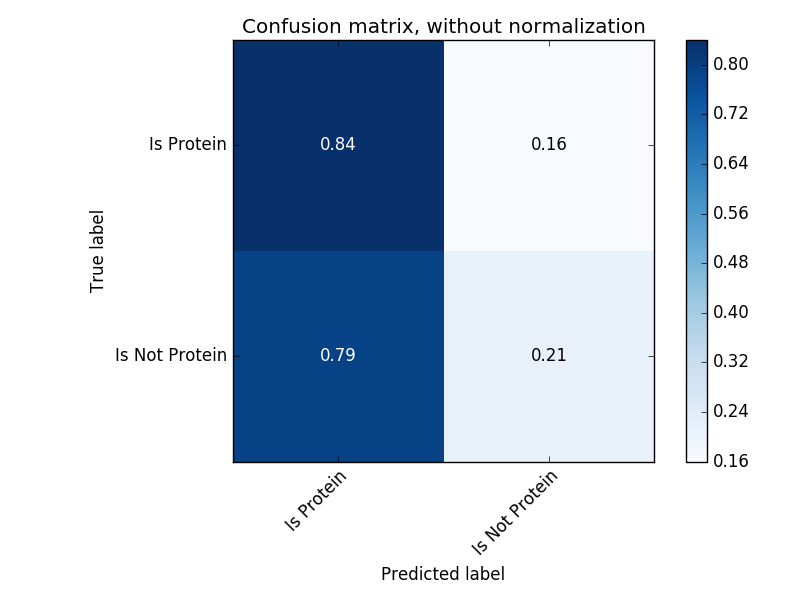 Confusion matrix, without normalization
True label
Is Protein
0.84
0.16
Is Not Protein
0.79
0.21
Is Protein
Is Not Protein
Predicted label
0.80
0.72
0.64
0.56
0.48
0.40
0.32
0.24
0.16